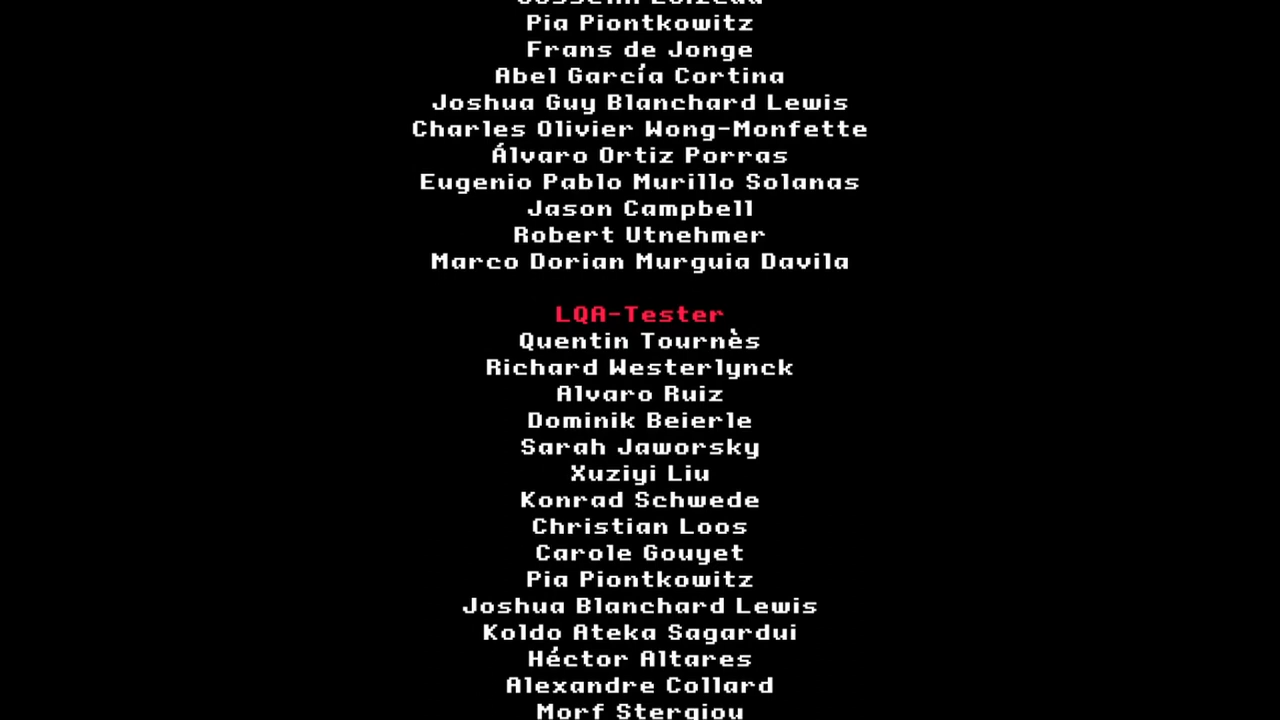 Pia Piontkowitz
Frans de Jonge
Abel García Cortina
Joshua Guy Blanchard Lewis
Charles Olivier Wong-Monfette
Álvaro Ortiz Porras
Eugenio Pablo Murillo Solanas
Jason Campbell
Robert Utnehmer
Marco Dorian Murguia Davila
LQA-Tester
Quentin Tournès
Richard Westerlynck
Alvaro Ruiz
Dominik Beierle
Sarah Jaworsky
Xuziyi Liu
Konrad Schwede
Christian Loos
Carole Gouyet
Pia Piontkowitz
Joshua Blanchard Lewis
Koldo Ateka Sagardui
Héctor Altares
Alexandre Collard
Morf Stergiou